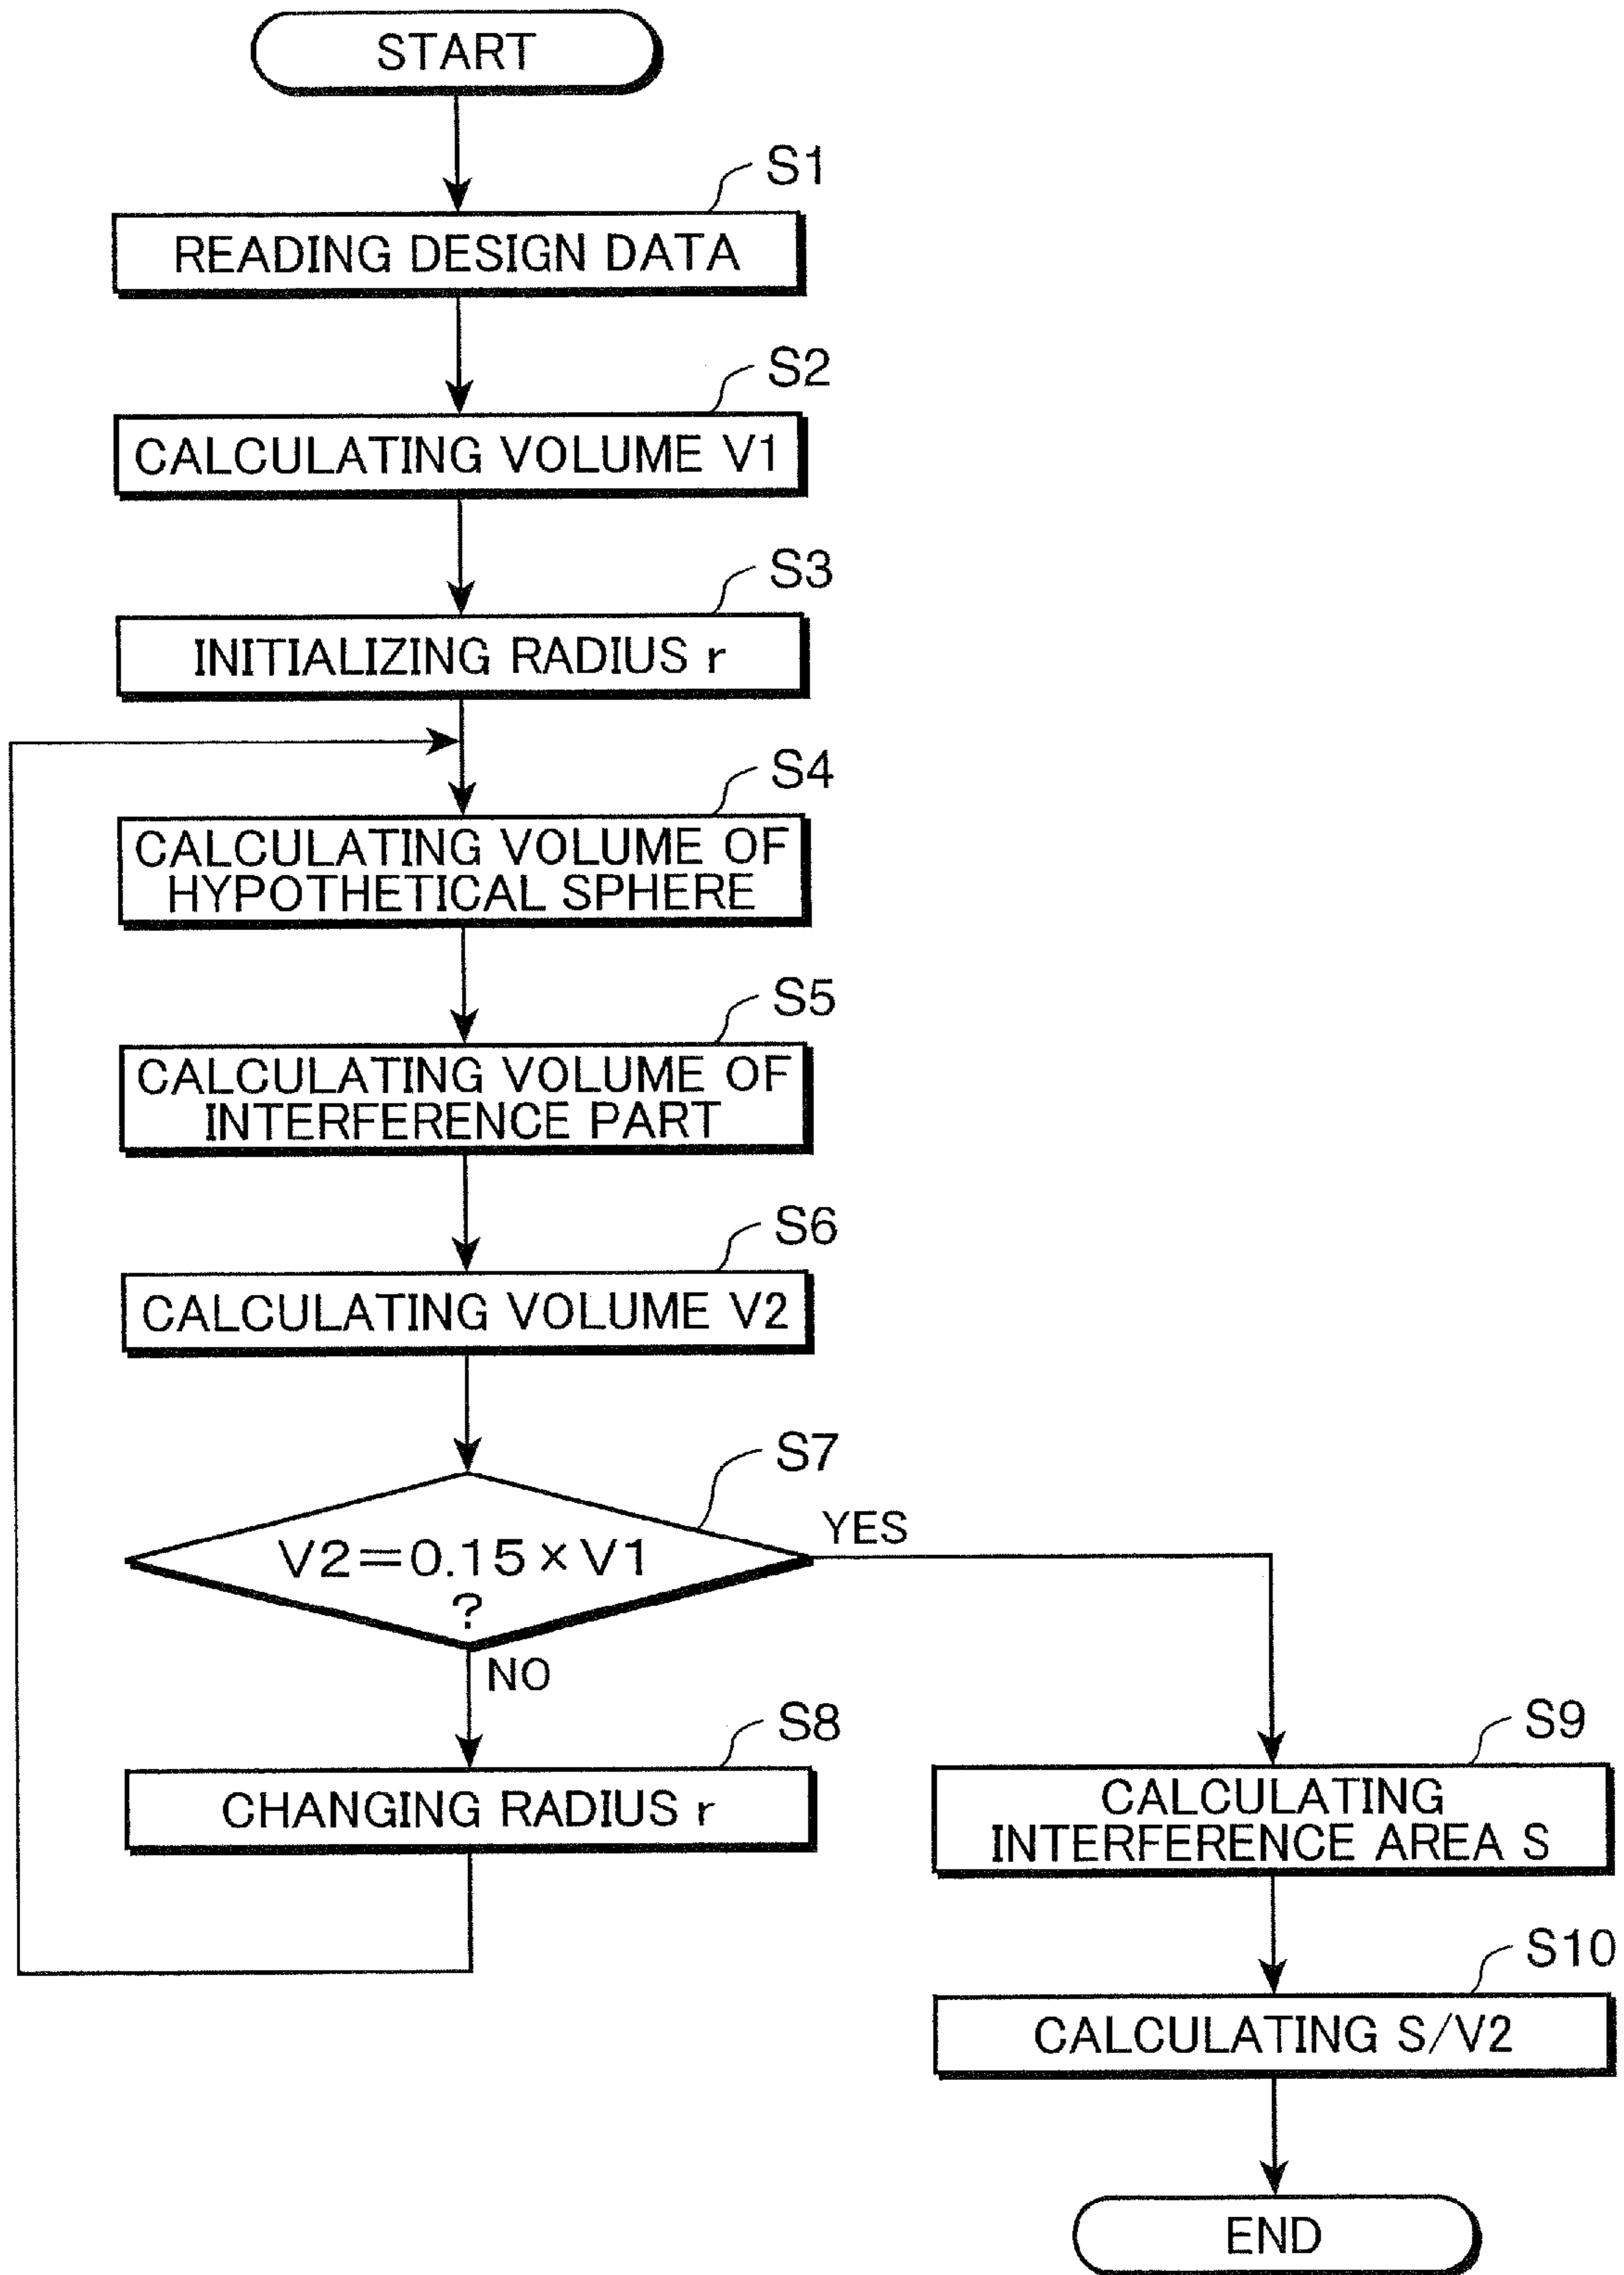 START
S1
READING DESIGN DATA
S2
CALCULATING VOLUME V1
S3
INITIALIZING RADIUS r
S4
CALCULATING VOLUME OF
HYPOTHETICAL SPHERE
S5
CALCULATING VOLUME OF
INTERFERENCE PART
S6
CALCULATING VOLUME V2
S7
V2=0.15×V1
?
YES
NO
S8
CHANGING RADIUS r
S9
CALCULATING
INTERFERENCE AREA S
S10
CALCULATING S/V2
END